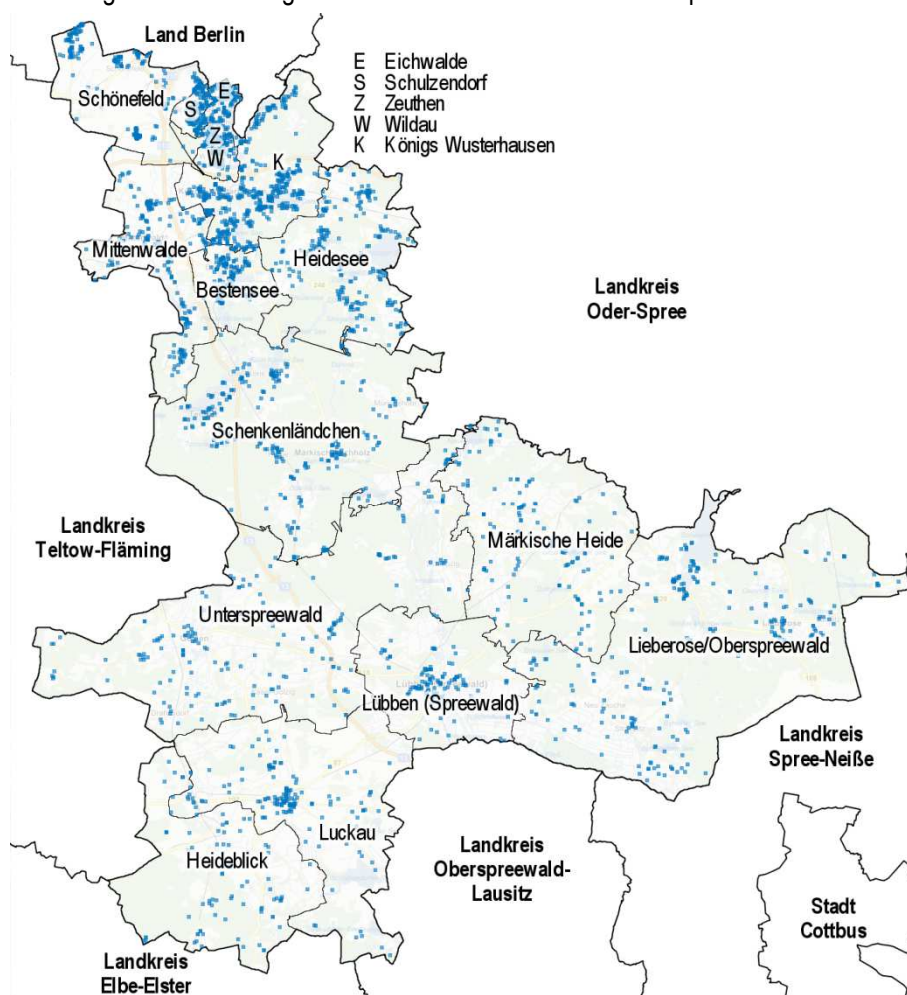 Land Berlin
E Eichwalde
S Schulzendorf
Z Zeuthen
W Wildau
K Königs Wusterhausen
Schönefeld
E
S
Z
W
K
Mittenwalde
Heidesee
Bestensee
Landkreis
Oder-Spree
Schenkenländchen
Landkreis
Teltow-Fläming
Märkische Heide
Unterspreewald
Lieberose/Oberspreewald
Lübben (Spreewald)
Landkreis
Spree-Neiße
Luckau
Heideblick
Landkreis
Oberspreewald-
Lausitz
Stadt
Cottbus
Landkreis
Elbe-Elster